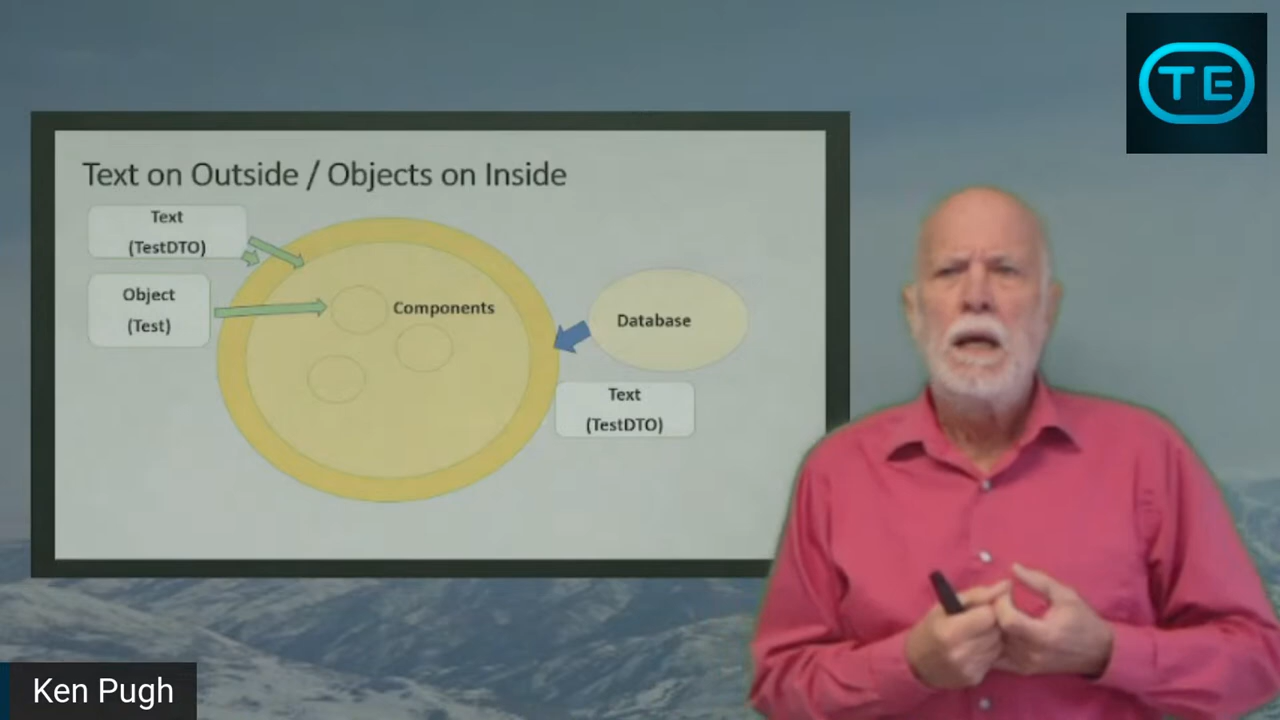 TE
Text on Outside / Objects on Inside
Text
(TestDTO)
Object
(Test)
Components
Database
Text
(TestDTO)
Ken Pugh